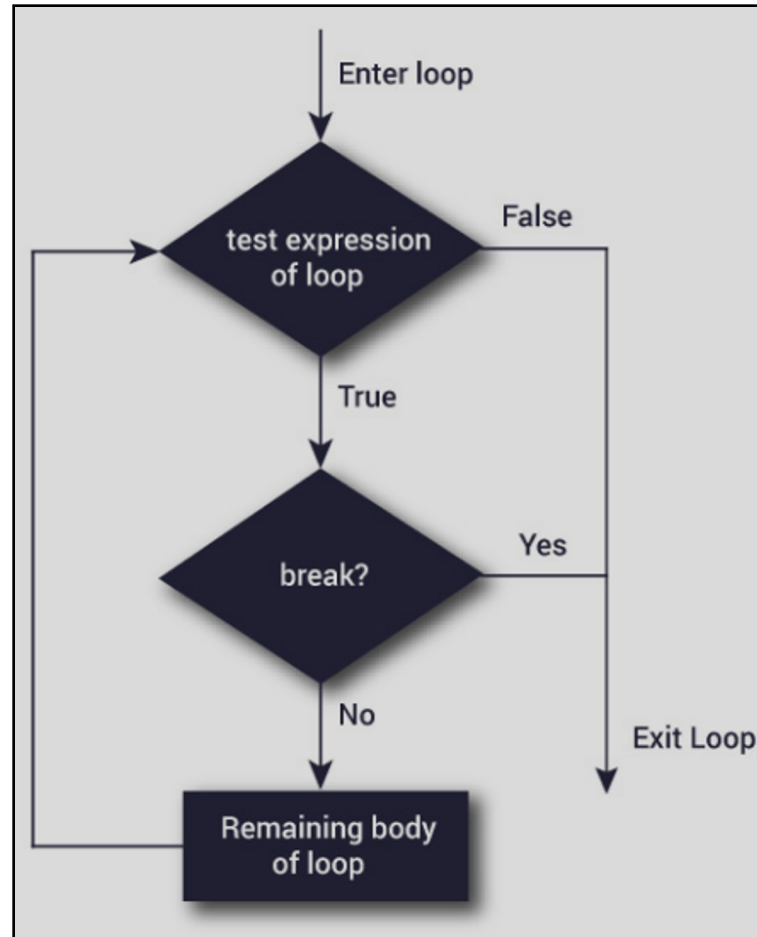 Enter loop
test expression
of loop
False
True
break?
Yes
No
Exit Loop
Remaining body
of loop